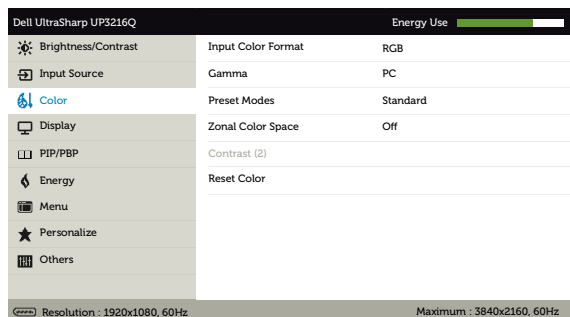 Dell UltraSharp UP3216Q Energy Use
Brightness/Contrast Input Color Format RGB
Input Source Gamma PC
Color Preset Modes Standard
Display Zonal Color Space Off
PIP/PBP Contrast (2)
Energy Reset Color
Menu
Personalize
Others
Resolution : 1920x1080, 60Hz Maximum : 3840x2160, 60Hz